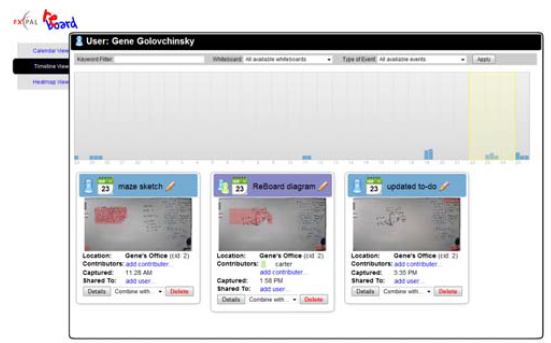 FX PAL ReBoard
User: Gene Golovchinsky
Calendar View
Timeline View
Heatmap View
Keyword Filter: Whiteboard: All available whiteboards Type of Event: All available events Apply
23 maze sketch
Location: Gene's Office (cid: 2)
Contributors: add contributer...
Captured: 11:28 AM
Shared To: add user...
Details Combine with... Delete
23 ReBoard diagram
Location: Gene's Office (cid: 2)
Contributors: carter
add contributer...
Captured: 1:58 PM
Shared To: add user...
Details Combine with... Delete
23 updated to-do
Location: Gene's Office (cid: 2)
Contributors: add contributer...
Captured: 3:35 PM
Shared To: add user...
Details Combine with... Delete